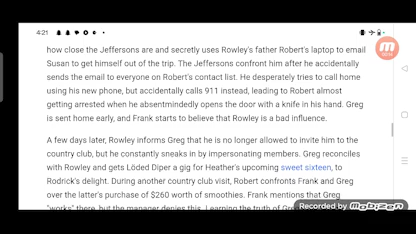 4:21
how close the Jeffersons are and secretly uses Rowley's father Robert's laptop to email
Susan to get himself out of the trip. The Jeffersons confront him after he accidentally
sends the email to everyone on Robert's contact list. He desperately tries to call home
using his new phone, but accidentally calls 911 instead, leading to Robert almost
getting arrested when he absentmindedly opens the door with a knife in his hand. Greg
is sent home early, and Frank starts to believe that Rowley is a bad influence.
A few days later, Rowley informs Greg that he is no longer allowed to invite him to the
country club, but he constantly sneaks in by impersonating members. Greg reconciles
with Rowley and gets Löded Diper a gig for Heather's upcoming sweet sixteen, to
Rodrick's delight. During another country club visit, Robert confronts Frank and Greg
over the latter's purchase of $260 worth of smoothies. Frank mentions that Greg
"works" there, but the manager denies this. Learning the truth of Gre
Recorded by Mobizen